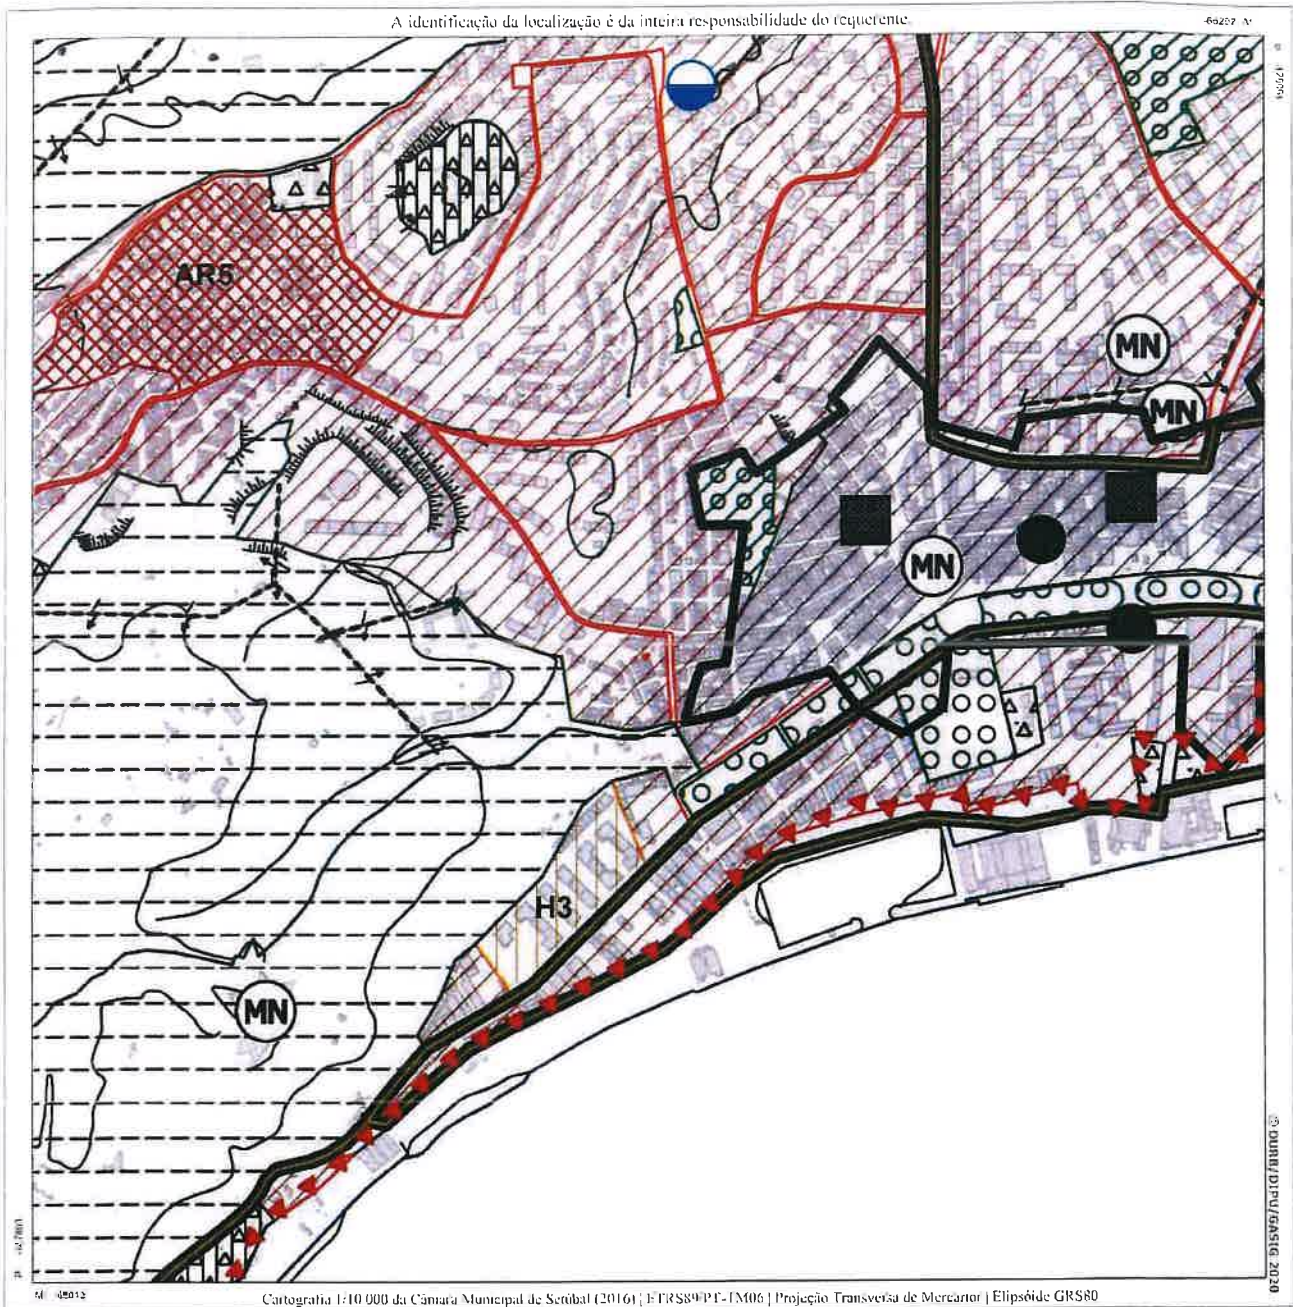 A identificação da localização é da inteira responsabilidade do requerente
AR5
MN
MN
MN
H3
MN
© DURB/DIPU/GASIG 2020
Cartografia 1:10 000 da Câmara Municipal de Setúbal (2016) | ETRS89/PT-TM06 | Projeção Transversa de Mercartor | Elipsóide GRS80